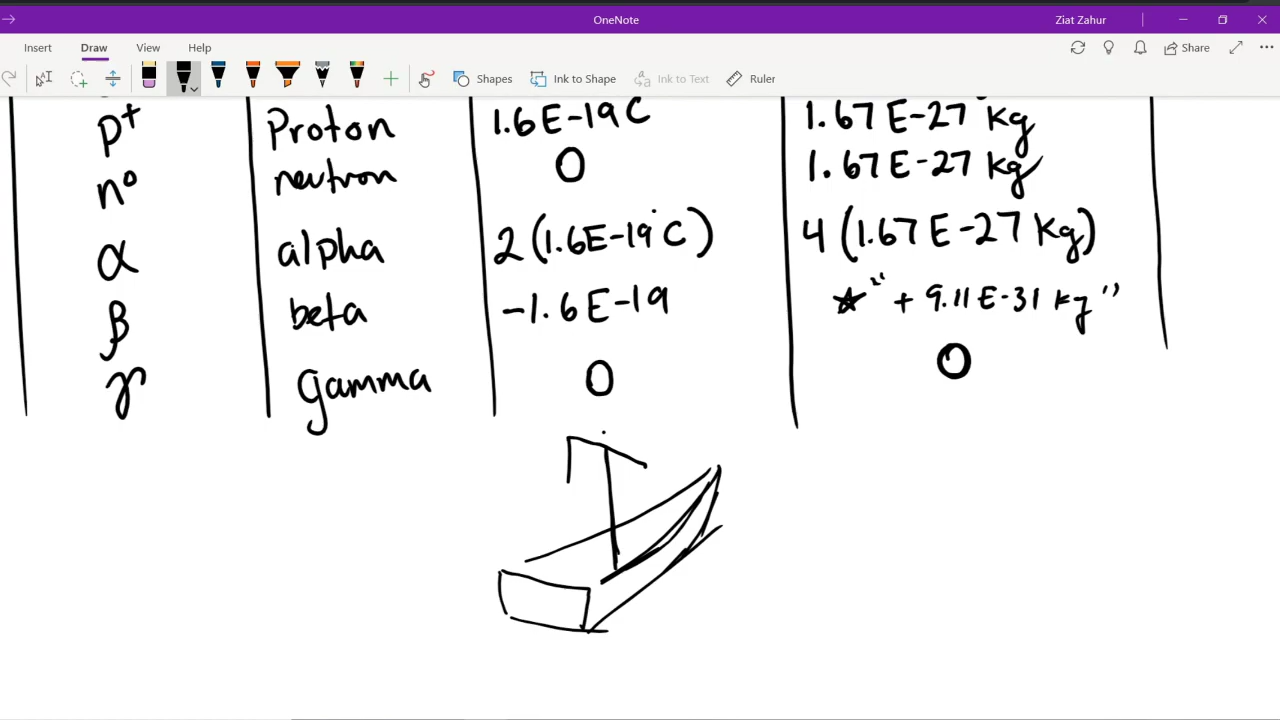 OneNote
Ziat Zahur
Insert Draw View Help
Share
Shapes Ink to Shape Ink to Text Ruler
p+ Proton 1.6E-19 C 1.67 E-27 kg
n⁰ neutron 0 1.67 E-27 kg
α alpha 2 (1.6E-19 C) 4 (1.67 E-27 Kg)
β beta -1.6 E-19 ☆ " + 9.11 E-31 kg "
γ gamma 0 0